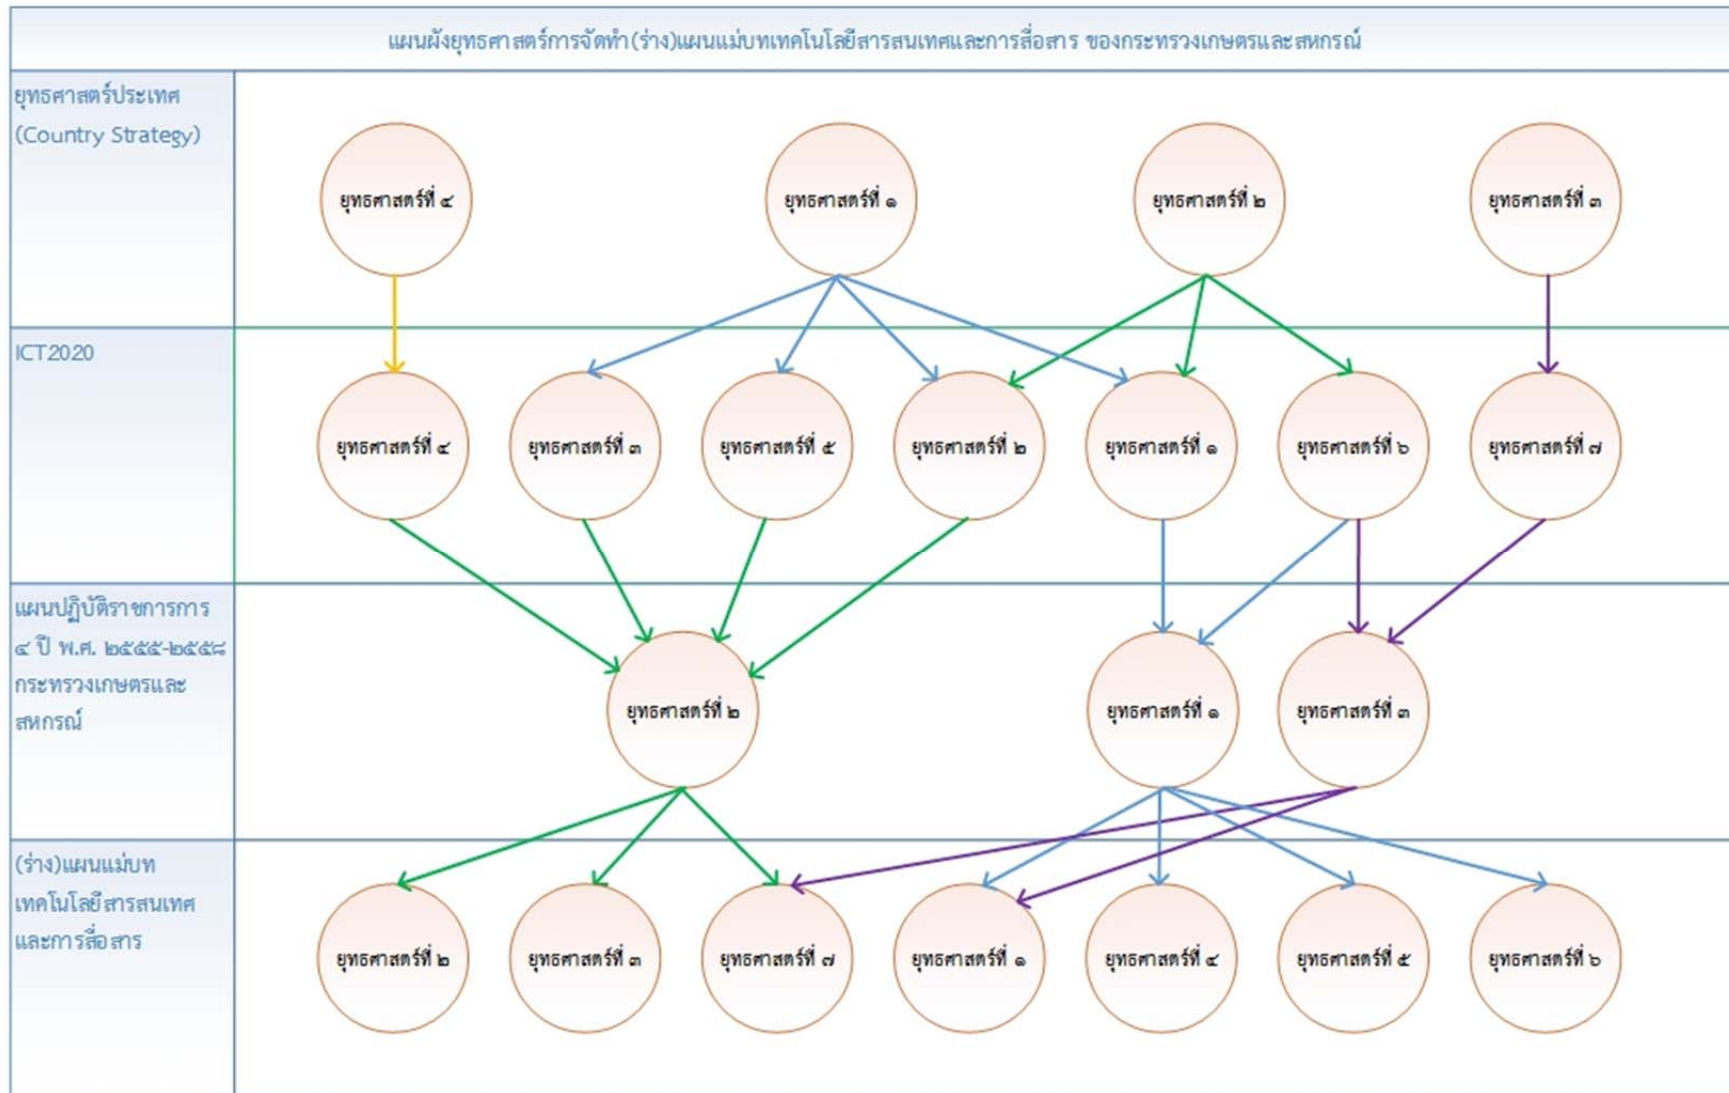 แผนผังยุทธศาสตร์การจัดทำ(ร่าง)แผนแม่บทเทคโนโลยีสารสนเทศและการสื่อสาร ของกระทรวงเกษตรและสหกรณ์
ยุทธศาสตร์ประเทศ
(Country Strategy)
ยุทธศาสตร์ที่ ๔
ยุทธศาสตร์ที่ ๑
ยุทธศาสตร์ที่ ๒
ยุทธศาสตร์ที่ ๓
ICT2020
ยุทธศาสตร์ที่ ๔
ยุทธศาสตร์ที่ ๓
ยุทธศาสตร์ที่ ๕
ยุทธศาสตร์ที่ ๒
ยุทธศาสตร์ที่ ๑
ยุทธศาสตร์ที่ ๖
ยุทธศาสตร์ที่ ๗
แผนปฏิบัติราชการการ
๔ ปี พ.ศ. ๒๕๕๕-๒๕๕๘
กระทรวงเกษตรและ
สหกรณ์
ยุทธศาสตร์ที่ ๒
ยุทธศาสตร์ที่ ๑
ยุทธศาสตร์ที่ ๓
(ร่าง)แผนแม่บท
เทคโนโลยีสารสนเทศ
และการสื่อสาร
ยุทธศาสตร์ที่ ๒
ยุทธศาสตร์ที่ ๓
ยุทธศาสตร์ที่ ๗
ยุทธศาสตร์ที่ ๑
ยุทธศาสตร์ที่ ๔
ยุทธศาสตร์ที่ ๕
ยุทธศาสตร์ที่ ๖